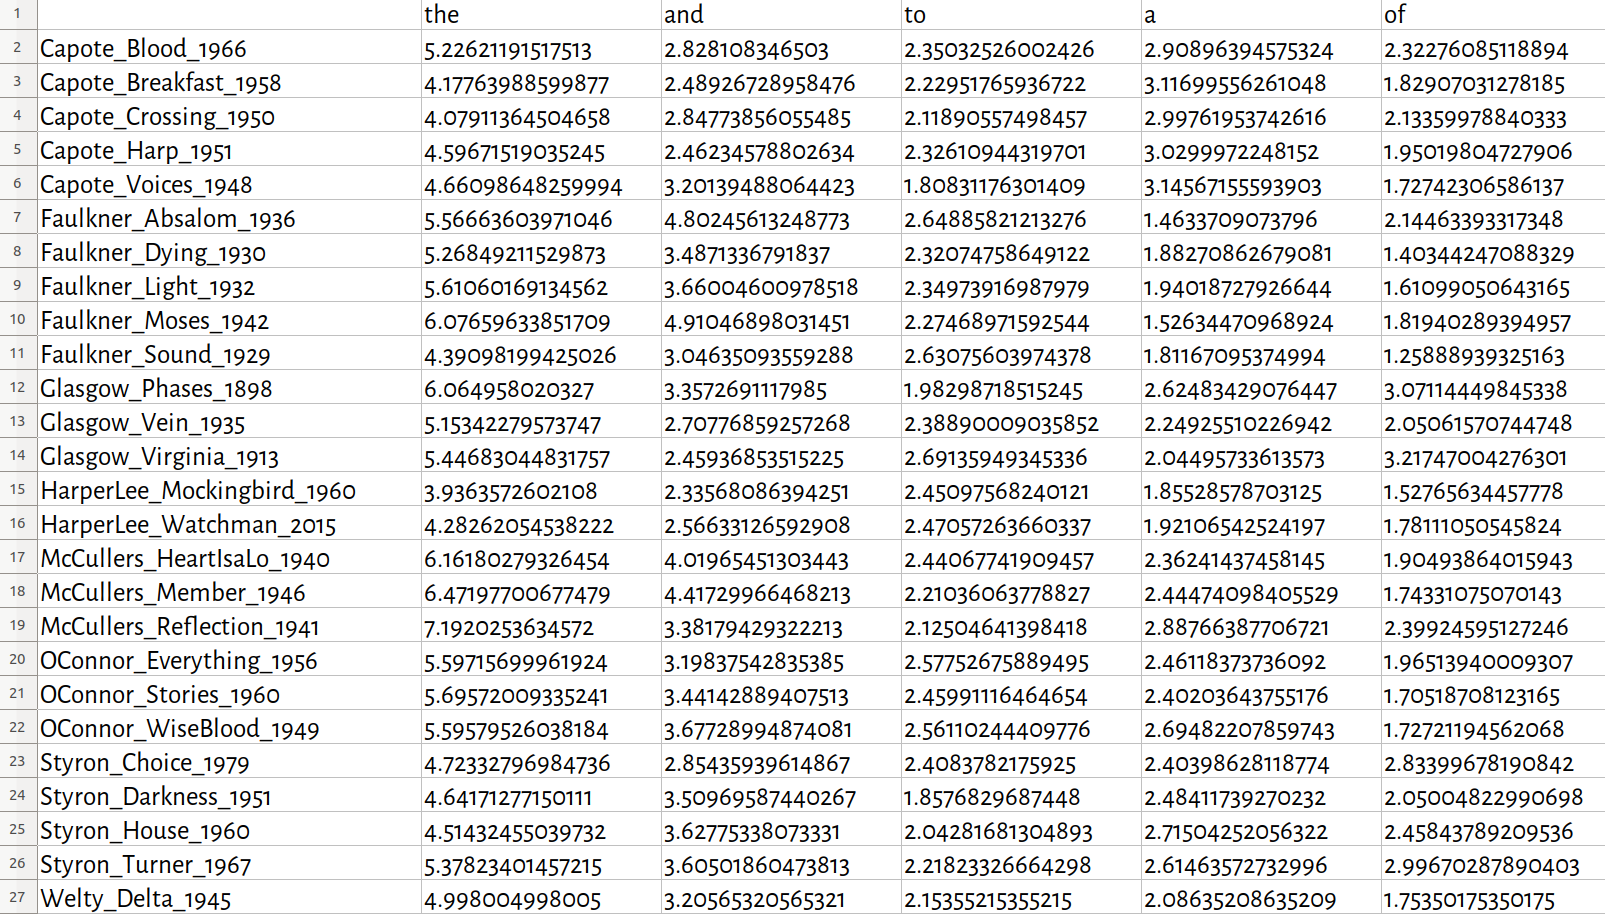 1 the and to a of
2 Capote_Blood_1966 5.22621191517513 2.828108346503 2.35032526002426 2.90896394575324 2.32276085118894
3 Capote_Breakfast_1958 4.17763988599877 2.48926728958476 2.22951765936722 3.11699556261048 1.82907031278185
4 Capote_Crossing_1950 4.07911364504658 2.84773856055485 2.11890557498457 2.99761953742616 2.13359978840333
5 Capote_Harp_1951 4.59671519035245 2.46234578802634 2.32610944319701 3.0299972248152 1.95019804727906
6 Capote_Voices_1948 4.66098648259994 3.20139488064423 1.80831176301409 3.14567155593903 1.72742306586137
7 Faulkner_Absalom_1936 5.56663603971046 4.80245613248773 2.64885821213276 1.4633709073796 2.14463393317348
8 Faulkner_Dying_1930 5.26849211529873 3.4871336791837 2.32074758649122 1.88270862679081 1.40344247088329
9 Faulkner_Light_1932 5.61060169134562 3.66004600978518 2.34973916987979 1.94018727926644 1.61099050643165
10 Faulkner_Moses_1942 6.07659633851709 4.91046898031451 2.27468971592544 1.52634470968924 1.81940289394957
11 Faulkner_Sound_1929 4.39098199425026 3.04635093559288 2.63075603974378 1.81167095374994 1.25888939325163
12 Glasgow_Phases_1898 6.064958020327 3.3572691117985 1.98298718515245 2.62483429076447 3.07114449845338
13 Glasgow_Vein_1935 5.15342279573747 2.70776859257268 2.38890009035852 2.24925510226942 2.05061570744748
14 Glasgow_Virginia_1913 5.44683044831757 2.45936853515225 2.69135949345336 2.04495733613573 3.21747004276301
15 HarperLee_Mockingbird_1960 3.9363572602108 2.33568086394251 2.45097568240121 1.85528578703125 1.52765634457778
16 HarperLee_Watchman_2015 4.28262054538222 2.56633126592908 2.47057263660337 1.92106542524197 1.78111050545824
17 McCullers_HeartIsaLo_1940 6.16180279326454 4.01965451303443 2.44067741909457 2.36241437458145 1.90493864015943
18 McCullers_Member_1946 6.47197700677479 4.41729966468213 2.21036063778827 2.44474098405529 1.74331075070143
19 McCullers_Reflection_1941 7.1920253634572 3.38179429322213 2.12504641398418 2.88766387706721 2.39924595127246
20 OConnor_Everything_1956 5.59715699961924 3.19837542835385 2.57752675889495 2.46118373736092 1.96513940009307
21 OConnor_Stories_1960 5.69572009335241 3.44142889407513 2.45991116464654 2.40203643755176 1.70518708123165
22 OConnor_WiseBlood_1949 5.59579526038184 3.67728994874081 2.56110244409776 2.69482207859743 1.72721194562068
23 Styron_Choice_1979 4.72332796984736 2.85435939614867 2.4083782175925 2.40398628118774 2.83399678190842
24 Styron_Darkness_1951 4.64171277150111 3.50969587440267 1.8576829687448 2.48411739270232 2.05004822990698
25 Styron_House_1960 4.51432455039732 3.62775338073331 2.04281681304893 2.71504252056322 2.45843789209536
26 Styron_Turner_1967 5.37823401457215 3.60501860473813 2.21823326664298 2.61463572732996 2.99670287890403
27 Welty_Delta_1945 4.998004998005 3.20565320565321 2.15355215355215 2.08635208635209 1.75350175350175